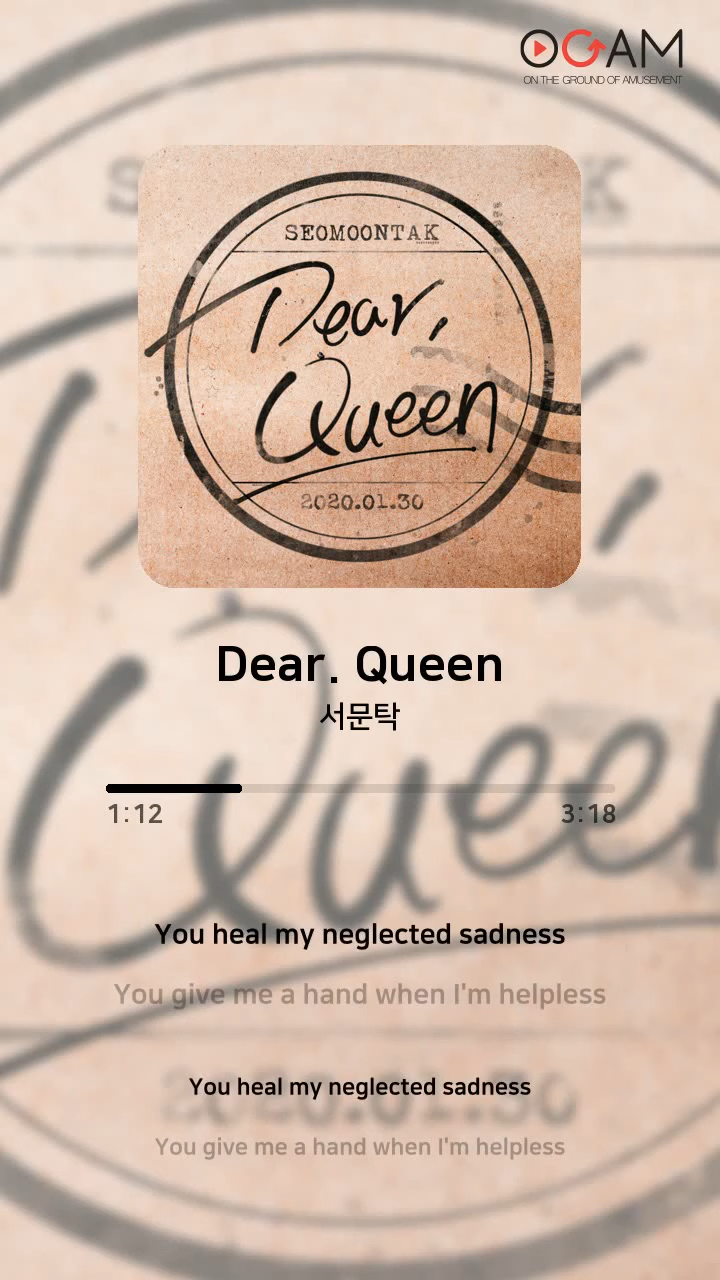 OGAM
ON THE GROUND OF AMUSEMENT
SEOMOONTAK
Dear,
Queen
2020.01.30
Dear. Queen
서문탁
1:12
3:18
You heal my neglected sadness
You give me a hand when I'm helpless
You heal my neglected sadness
You give me a hand when I'm helpless